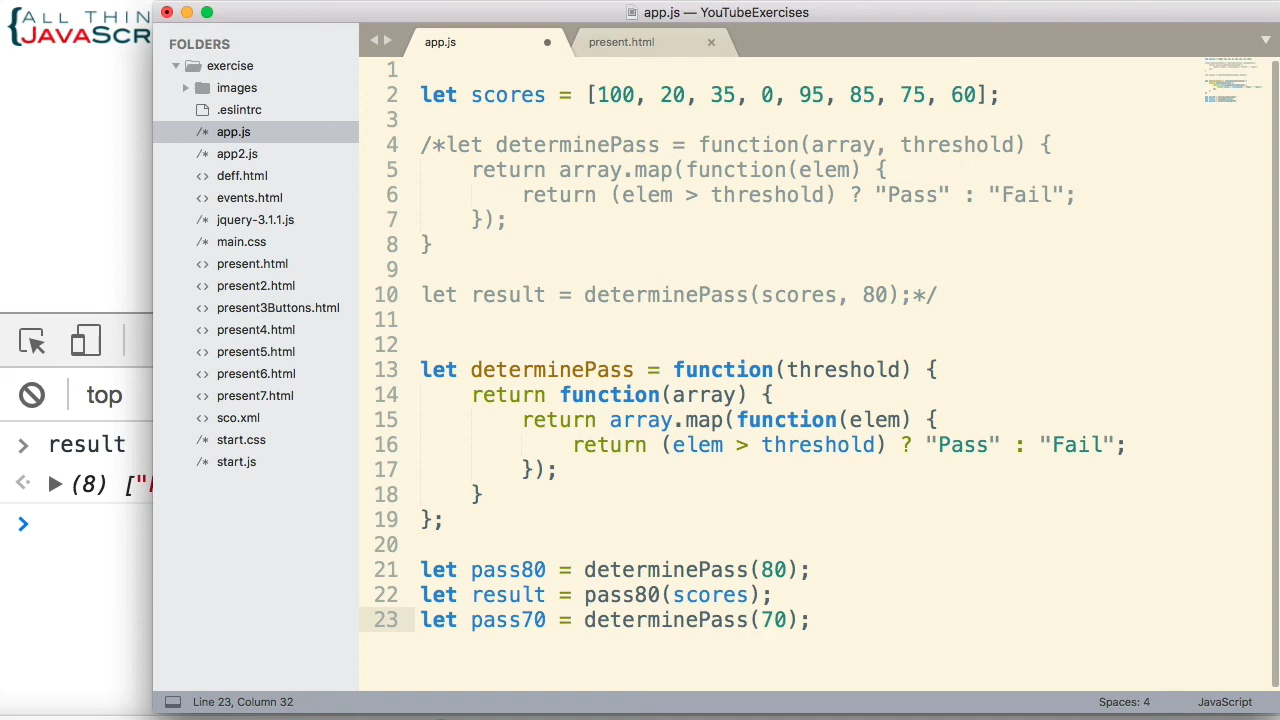 ALL THIN
JAVASCR
app.js — YouTubeExercises
FOLDERS
exercise
images
.eslintrc
app.js
app2.js
deff.html
events.html
jquery-3.1.1.js
main.css
present.html
present2.html
present3Buttons.html
present4.html
present5.html
present6.html
present7.html
sco.xml
start.css
start.js
app.js
present.html
1
2 let scores = [100, 20, 35, 0, 95, 85, 75, 60];
3
4 /*let determinePass = function(array, threshold) {
5 return array.map(function(elem) {
6 return (elem > threshold) ? "Pass" : "Fail";
7 });
8 }
9
10 let result = determinePass(scores, 80);*/
11
12
13 let determinePass = function(threshold) {
14 return function(array) {
15 return array.map(function(elem) {
16 return (elem > threshold) ? "Pass" : "Fail";
17 });
18 }
19 };
20
21 let pass80 = determinePass(80);
22 let result = pass80(scores);
23 let pass70 = determinePass(70);
top
> result
(8) ["
Line 23, Column 32
Spaces: 4
JavaScript